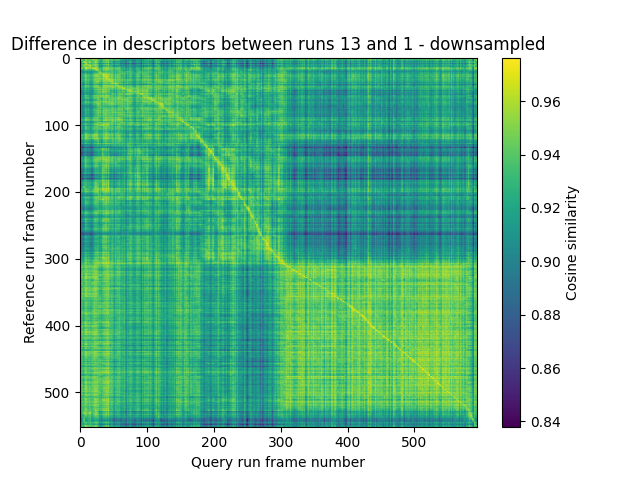 Difference in descriptors between runs 13 and 1 - downsampled
0
100
200
300
400
500
Reference run frame number
0 100 200 300 400 500
Query run frame number
0.96
0.94
0.92
0.90
0.88
0.86
0.84
Cosine similarity